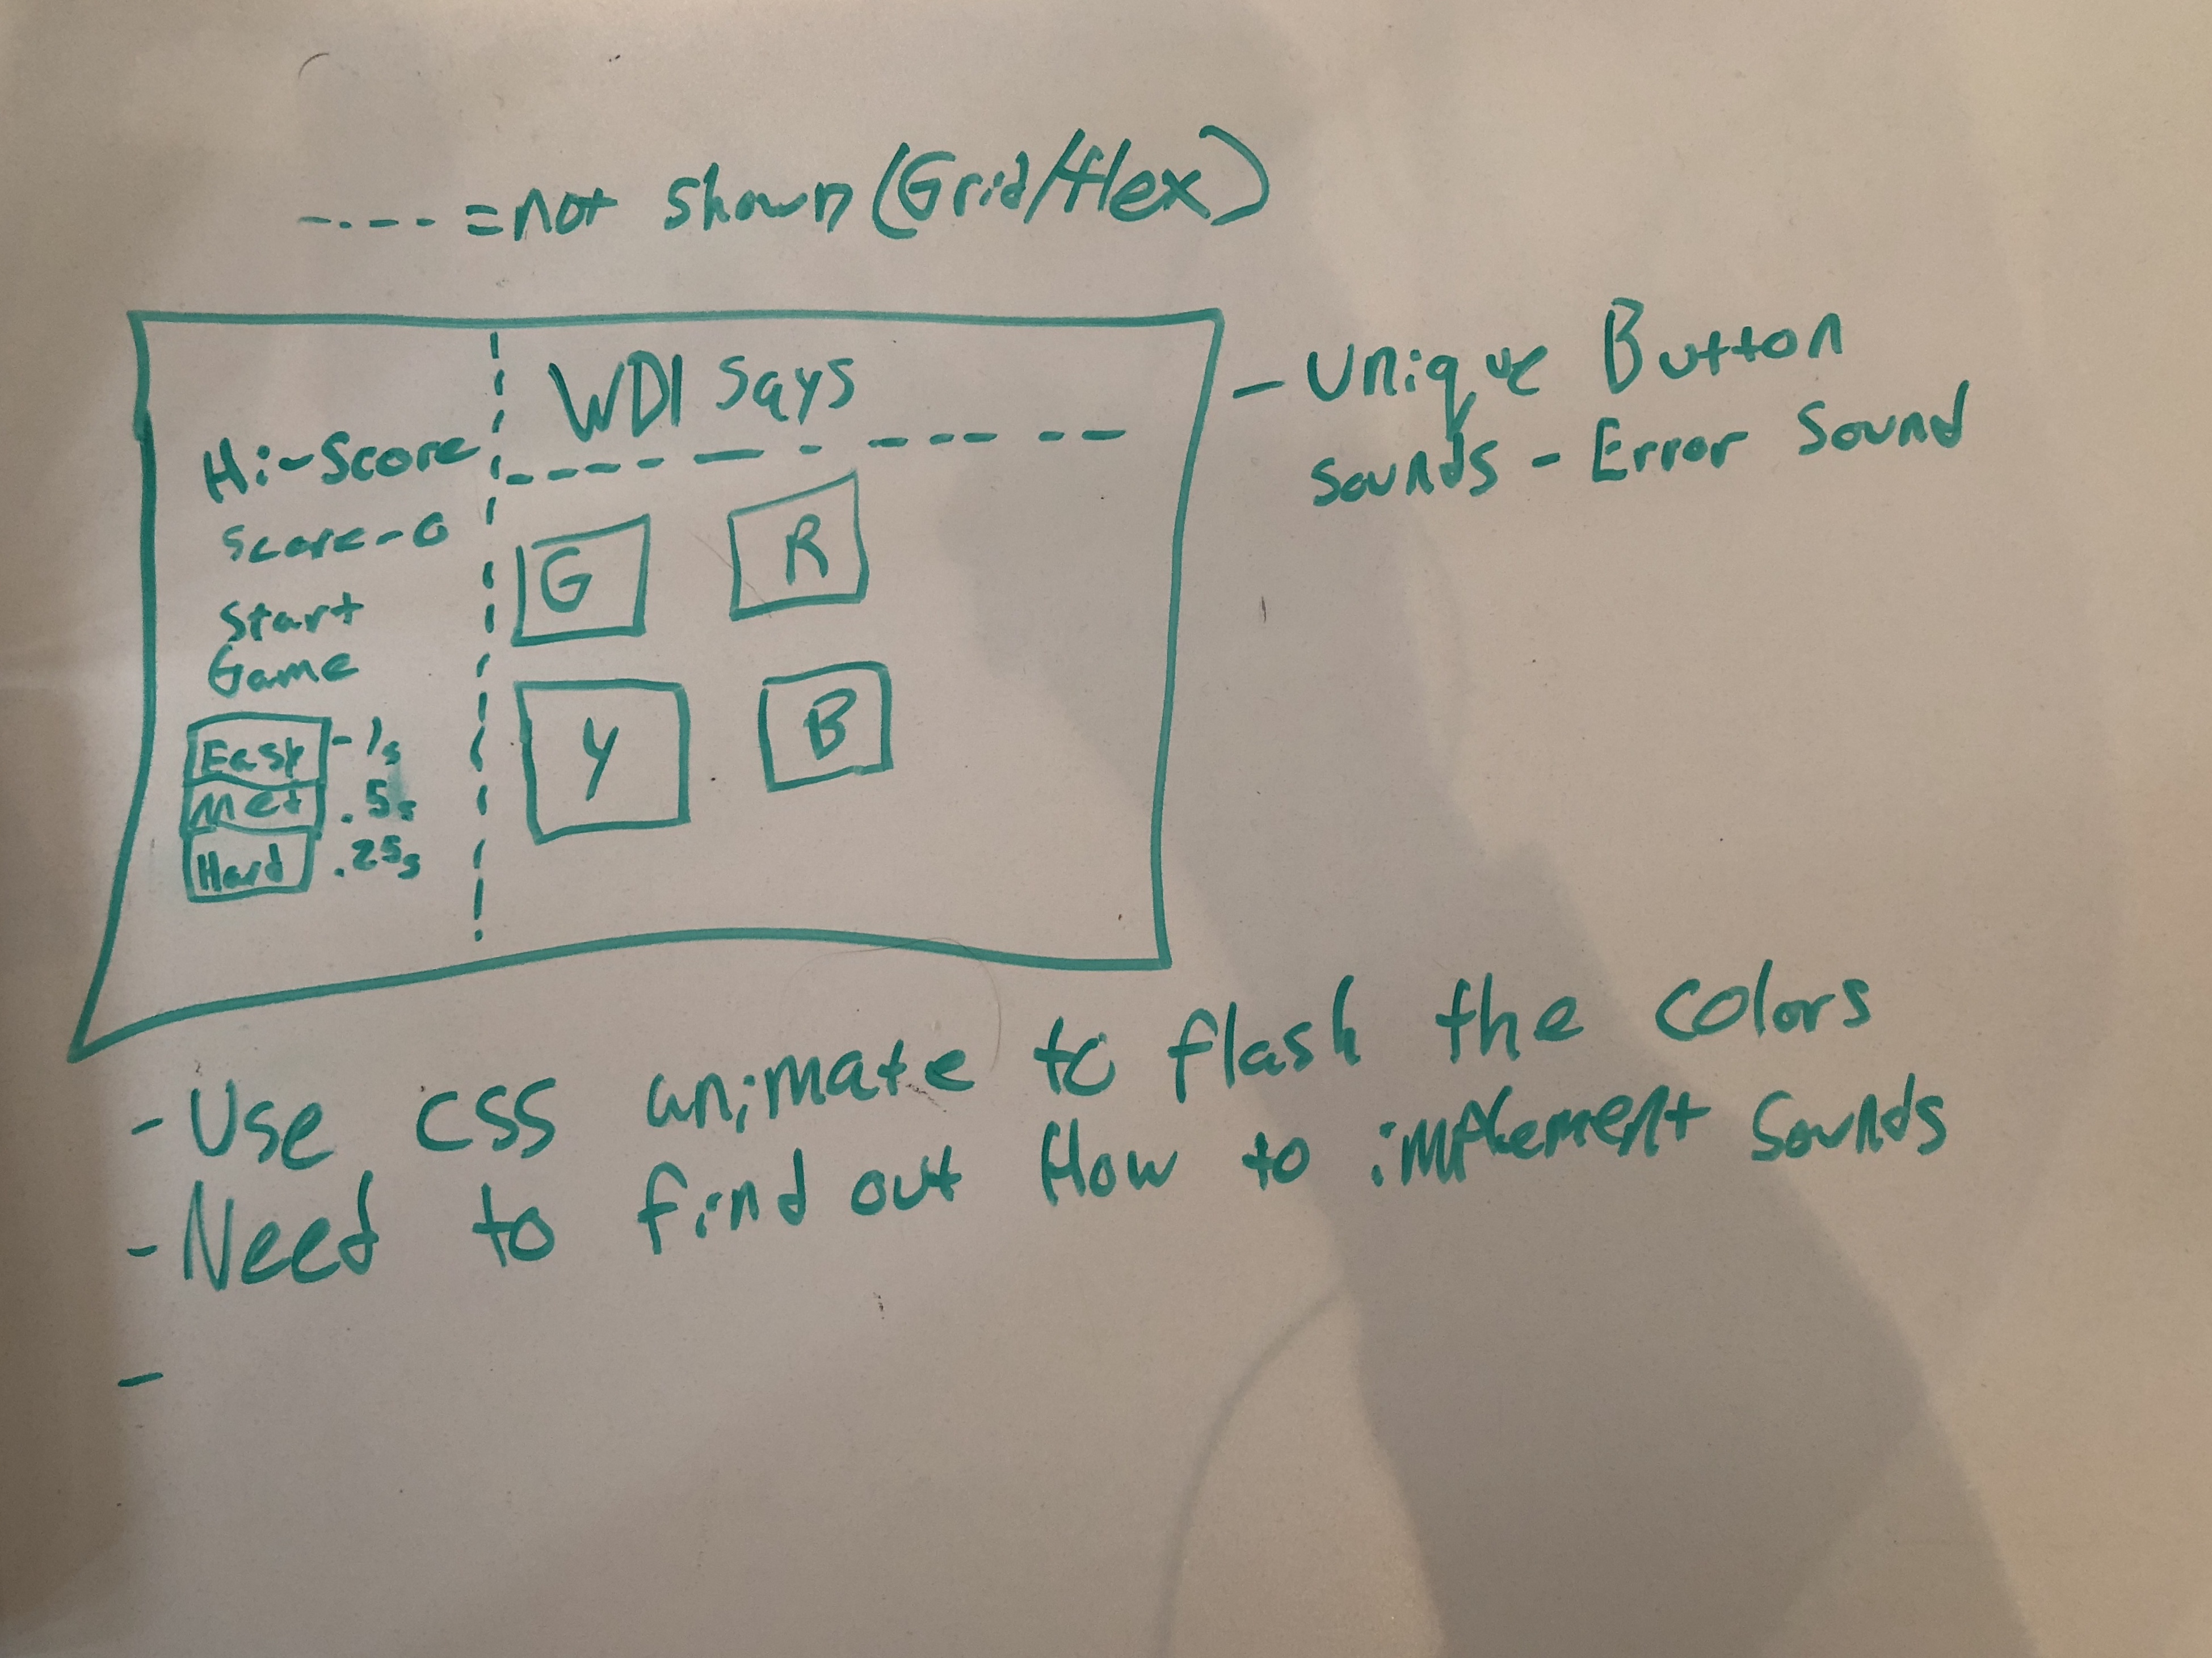 ---- = not shown (Grid/flex)
WDI says
Hi-Score
Score - 0
Start
Game
Easy - 1s
Med .5s
Hard .25s
G
R
Y
B
- Unique Button
sounds - Error Sound
- Use CSS animate to flash the colors
- Need to find out How to implement Sounds
-